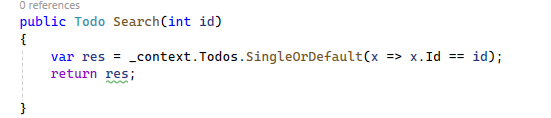 0 references
public Todo Search(int id)
{
var res = _context.Todos.SingleOrDefault(x => x.Id == id);
return res;
}